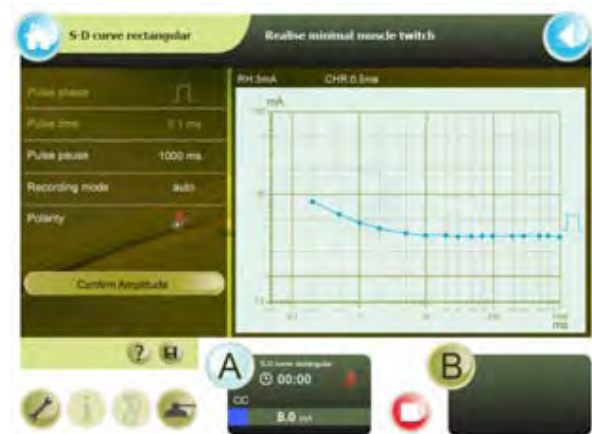 S-D curve rectangular
Realise minimal muscle twitch
Pulse shape
Pulse time 0.1 ms
Pulse pause 1000 ms
Recording mode auto
Polarity
Confirm Amplitude
RH:3mA CHR:0.5ms
mA
ms
?
A
S-D curve rectangular
00:00
CC
8.0 mA
B